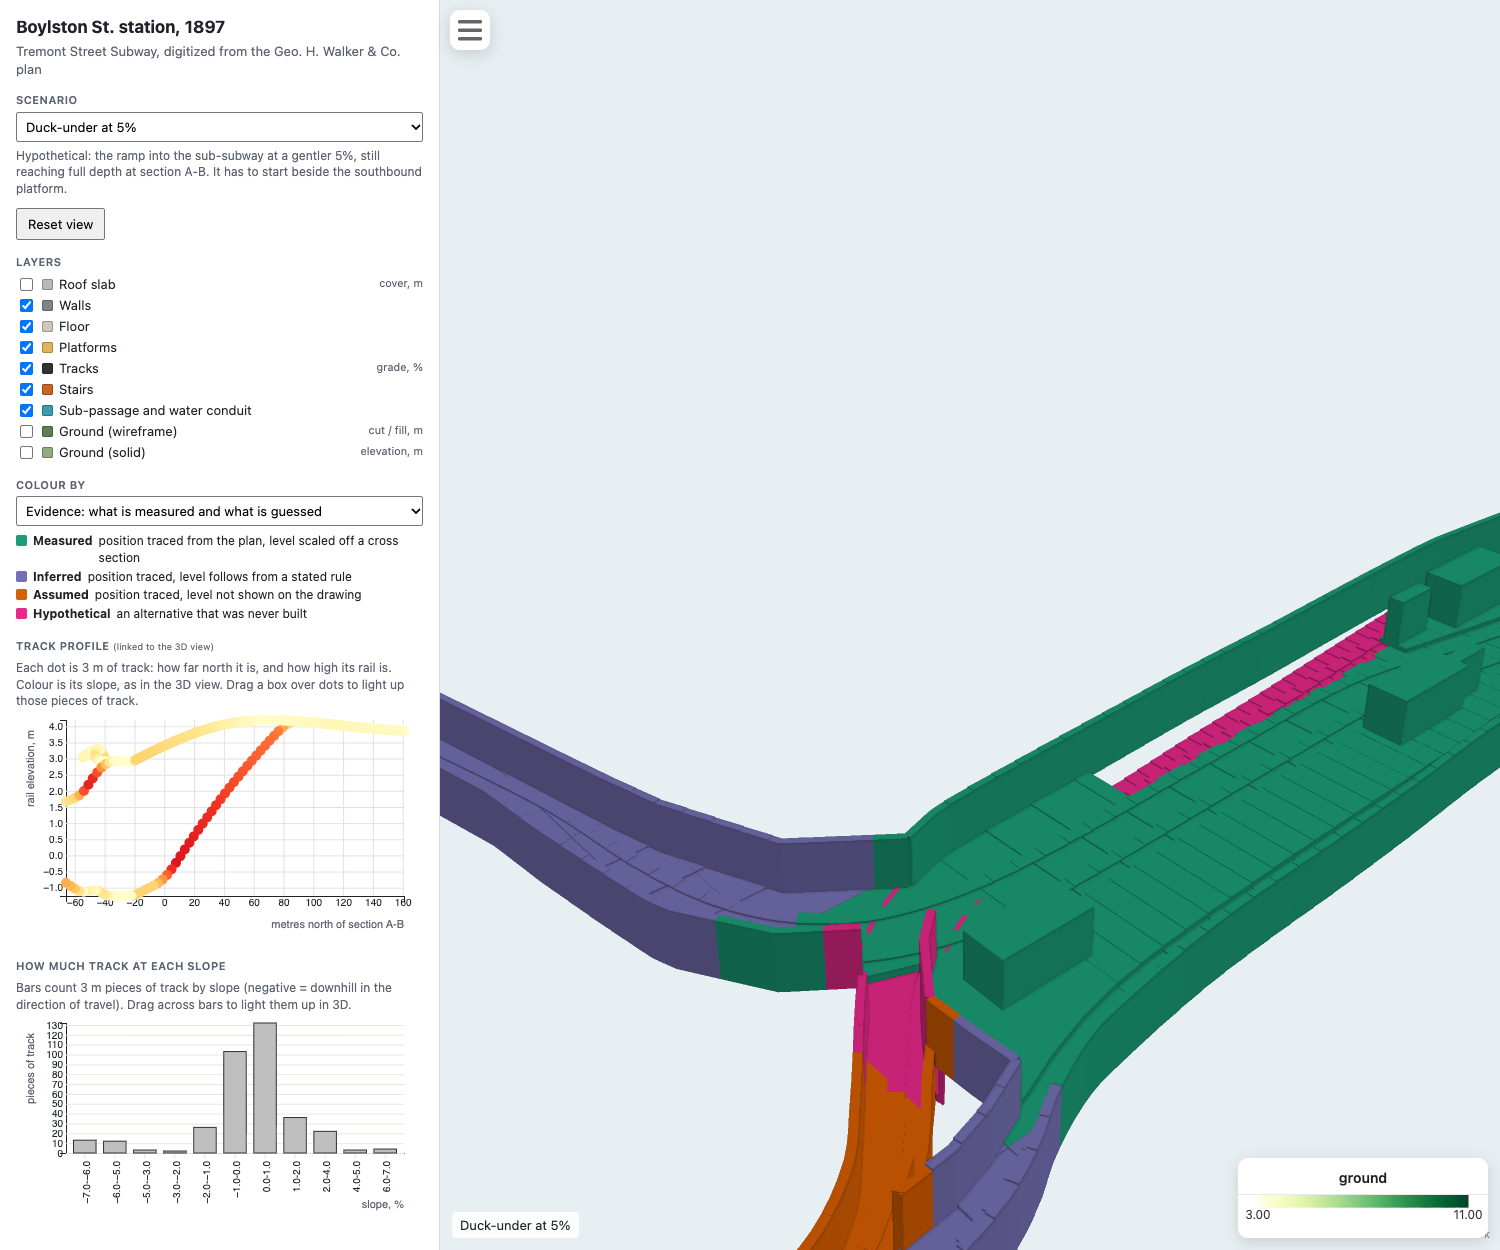 Boylston St. station, 1897
Tremont Street Subway, digitized from the Geo. H. Walker & Co.
plan
SCENARIO
Duck-under at 5%
Hypothetical: the ramp into the sub-subway at a gentler 5%, still
reaching full depth at section A-B. It has to start beside the southbound
platform.
Reset view
LAYERS
Roof slab cover, m
Walls
Floor
Platforms
Tracks grade, %
Stairs
Sub-passage and water conduit
Ground (wireframe) cut / fill, m
Ground (solid) elevation, m
COLOUR BY
Evidence: what is measured and what is guessed
Measured position traced from the plan, level scaled off a cross
section
Inferred position traced, level follows from a stated rule
Assumed position traced, level not shown on the drawing
Hypothetical an alternative that was never built
TRACK PROFILE (linked to the 3D view)
Each dot is 3 m of track: how far north it is, and how high its rail is.
Colour is its slope, as in the 3D view. Drag a box over dots to light up
those pieces of track.
rail elevation, m
4.0
3.5
3.0
2.5
2.0
1.5
1.0
0.5
0.0
−0.5
−1.0
−60 −40 −20 0 20 40 60 80 100 120 140 160
metres north of section A-B
HOW MUCH TRACK AT EACH SLOPE
Bars count 3 m pieces of track by slope (negative = downhill in the
direction of travel). Drag across bars to light them up in 3D.
pieces of track
130
120
110
100
90
80
70
60
50
40
30
20
10
0
−7.0–−6.0 −6.0–−5.0 −5.0–−3.0 −3.0–−2.0 −2.0–−1.0 −1.0–0.0 0.0–1.0 1.0–2.0 2.0–4.0 4.0–5.0 6.0–7.0
slope, %
Duck-under at 5%
ground
3.00 11.00